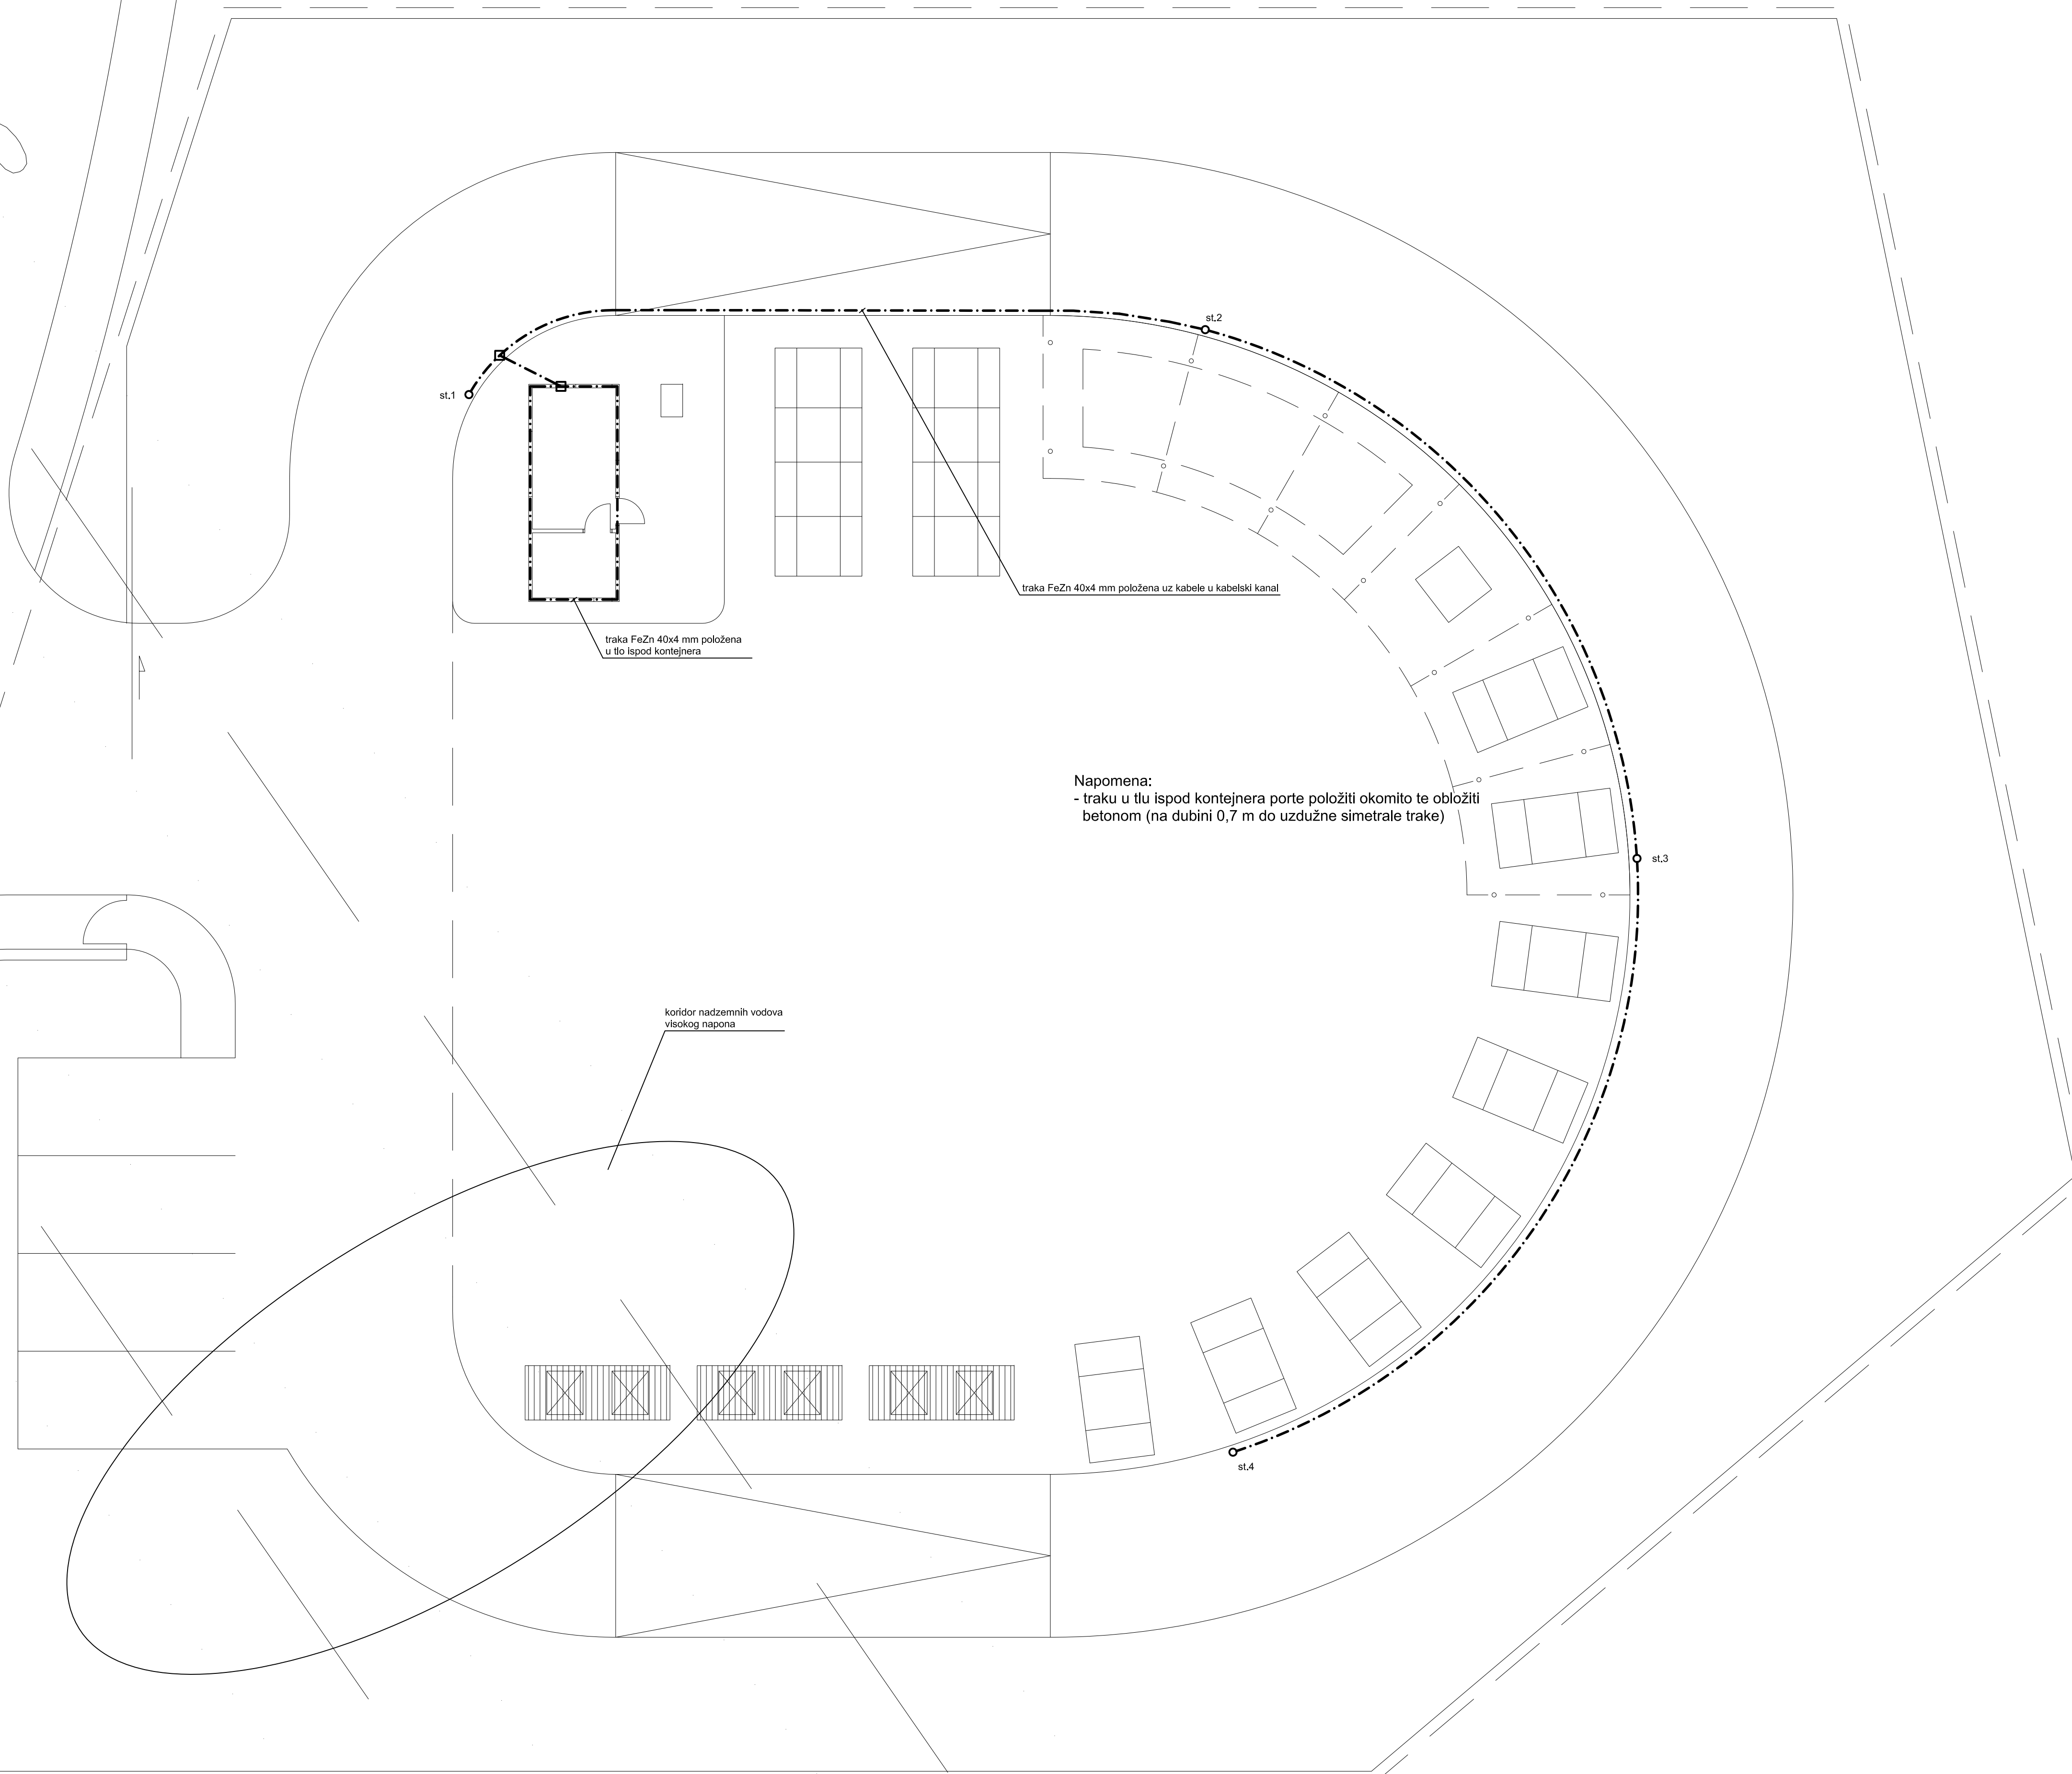 st.2
st.1
traka FeZn 40x4 mm položena uz kabele u kabelski kanal
traka FeZn 40x4 mm položena
u tlo ispod kontejnera
Napomena:
- traku u tlu ispod kontejnera porte položiti okomito te obložiti
betonom (na dubini 0,7 m do uzdužne simetrale trake)
st.3
koridor nadzemnih vodova
visokog napona
st.4